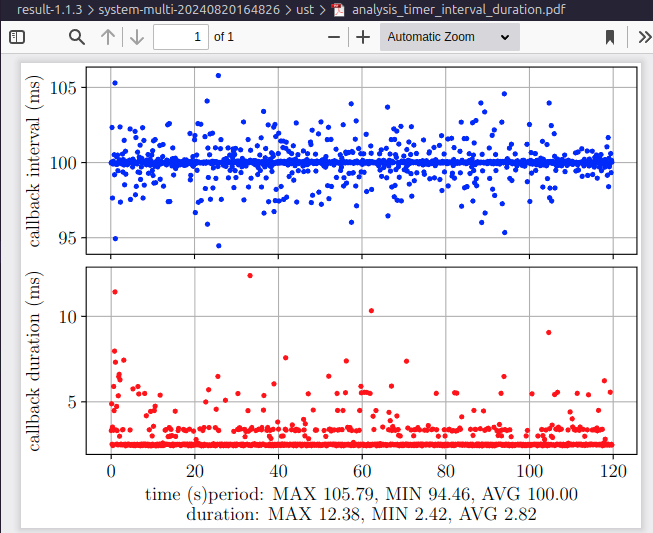 result-1.1.3 > system-multi-20240820164826 > ust > analysis_timer_interval_duration.pdf
1 of 1 Automatic Zoom
callback interval (ms)
105
100
95
callback duration (ms)
10
5
0 20 40 60 80 100 120
time (s)period: MAX 105.79, MIN 94.46, AVG 100.00
duration: MAX 12.38, MIN 2.42, AVG 2.82